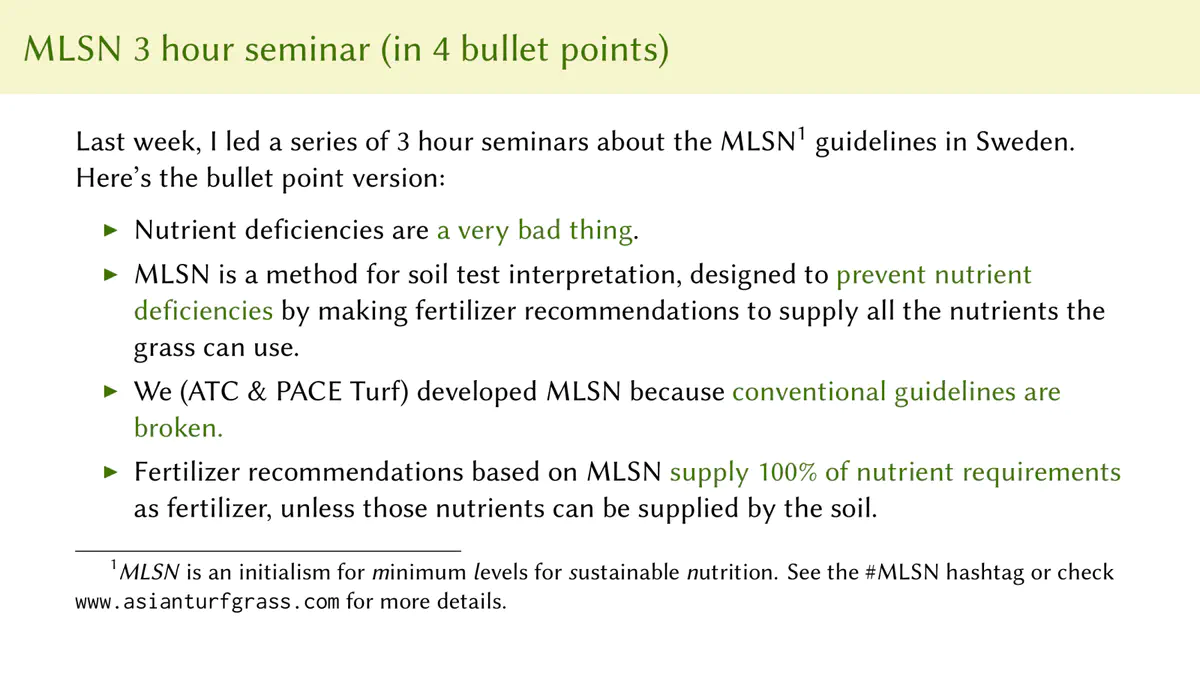 MLSN 3 hour seminar (in 4 bullet points)
Last week, I led a series of 3 hour seminars about the MLSN¹ guidelines in Sweden.
Here’s the bullet point version:
▶ Nutrient deficiencies are a very bad thing.
▶ MLSN is a method for soil test interpretation, designed to prevent nutrient
deficiencies by making fertilizer recommendations to supply all the nutrients the
grass can use.
▶ We (ATC & PACE Turf) developed MLSN because conventional guidelines are
broken.
▶ Fertilizer recommendations based on MLSN supply 100% of nutrient requirements
as fertilizer, unless those nutrients can be supplied by the soil.
¹MLSN is an initialism for minimum levels for sustainable nutrition. See the #MLSN hashtag or check
www.asianturfgrass.com for more details.